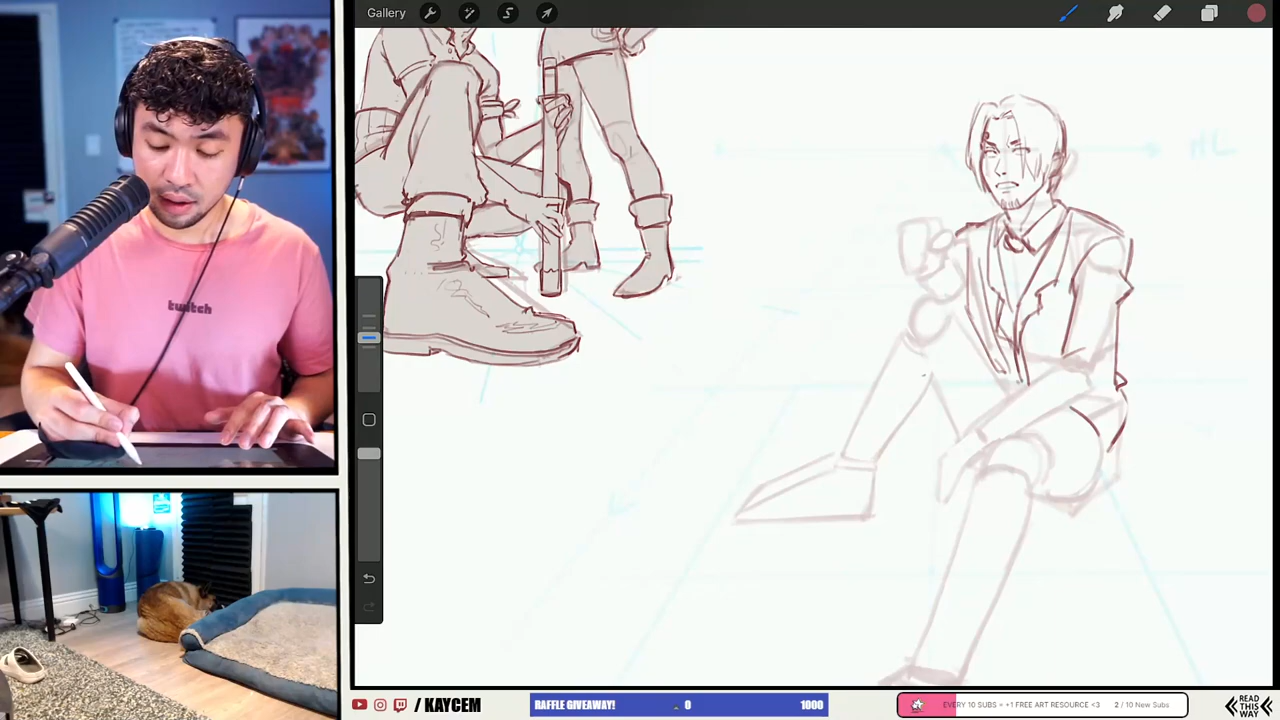 Gallery
twitch
HL
/ KAYCEM
RAFFLE GIVEAWAY!
0
1000
EVERY 10 SUBS = +1 FREE ART RESOURCE <3
2 / 10 New Subs
READ
THIS
WAY